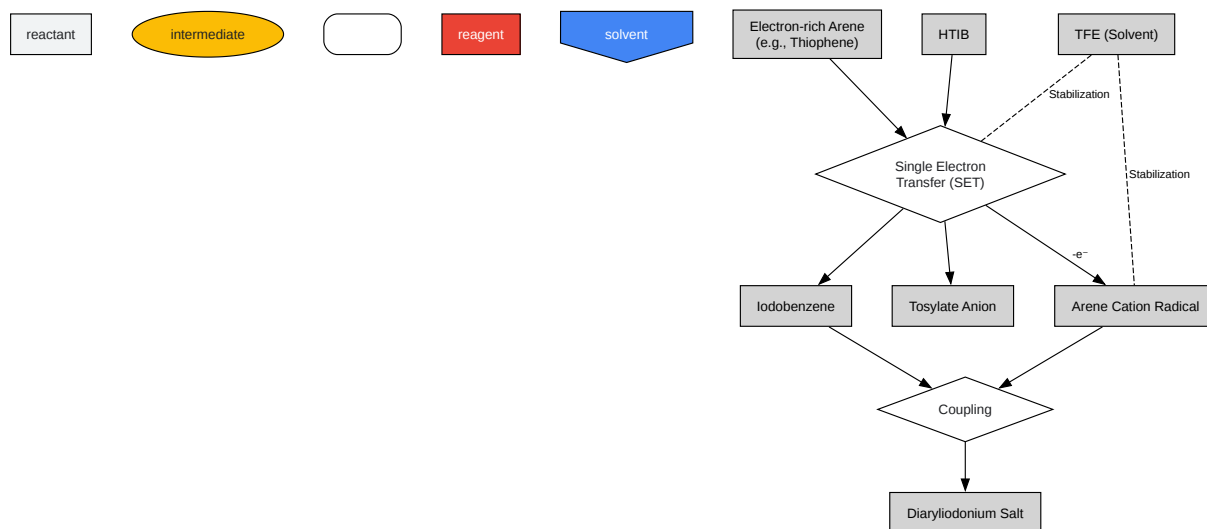 reactant
intermediate
reagent
solvent
Electron-rich Arene
(e.g., Thiophene)
HTIB
TFE (Solvent)
Stabilization
Single Electron
Transfer (SET)
Stabilization
-e⁻
Iodobenzene
Tosylate Anion
Arene Cation Radical
Coupling
Diaryliodonium Salt